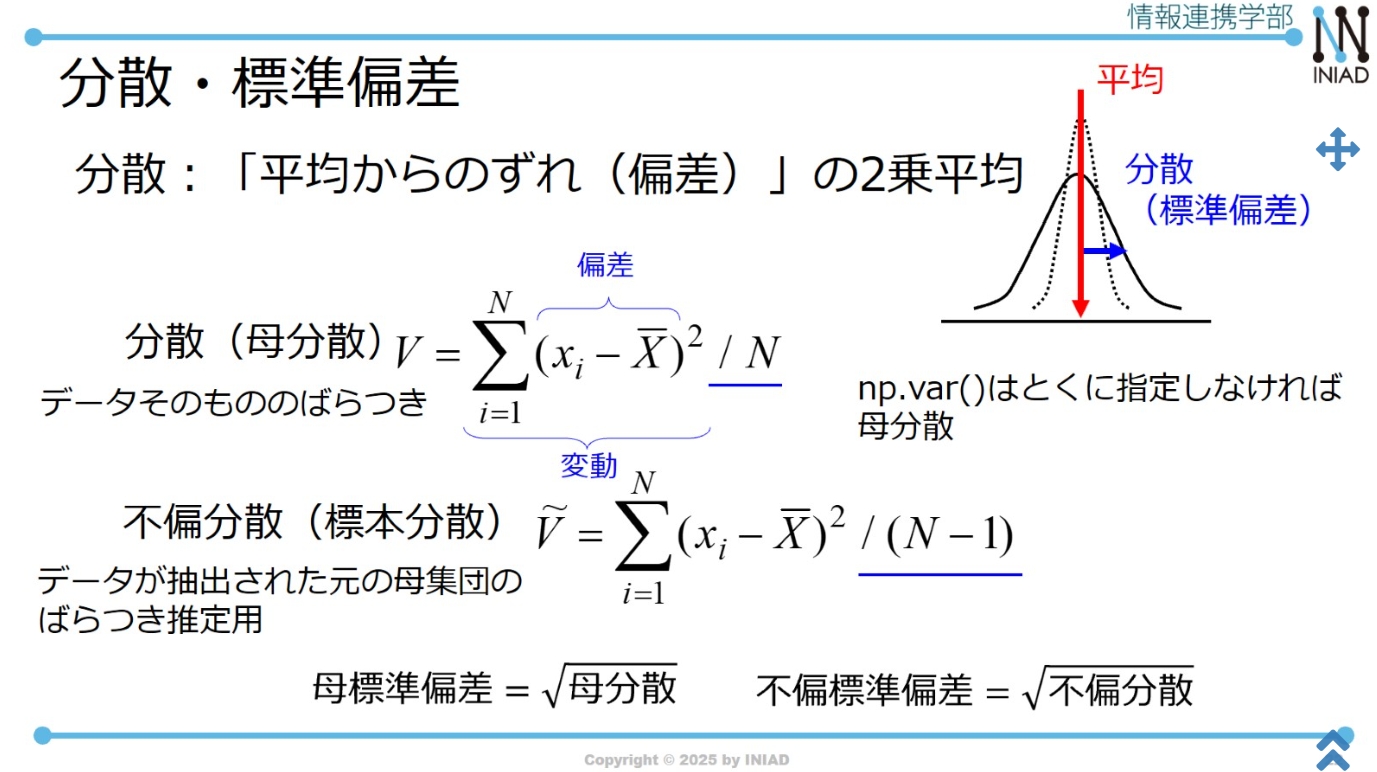 情報連携学部
INIAD
分散・標準偏差
平均
分散：「平均からのずれ（偏差）」の2乗平均
分散
（標準偏差）
偏差
分散（母分散） V = \sum_{i=1}^{N} (x_i − \overline{X})^2 / N
データそのもののばらつき
変動
np.var()はとくに指定しなければ
母分散
不偏分散（標本分散） \tilde{V} = \sum_{i=1}^{N} (x_i − \overline{X})^2 / (N − 1)
データが抽出された元の母集団の
ばらつき推定用
母標準偏差 = √母分散 不偏標準偏差 = √不偏分散
Copyright © 2025 by INIAD